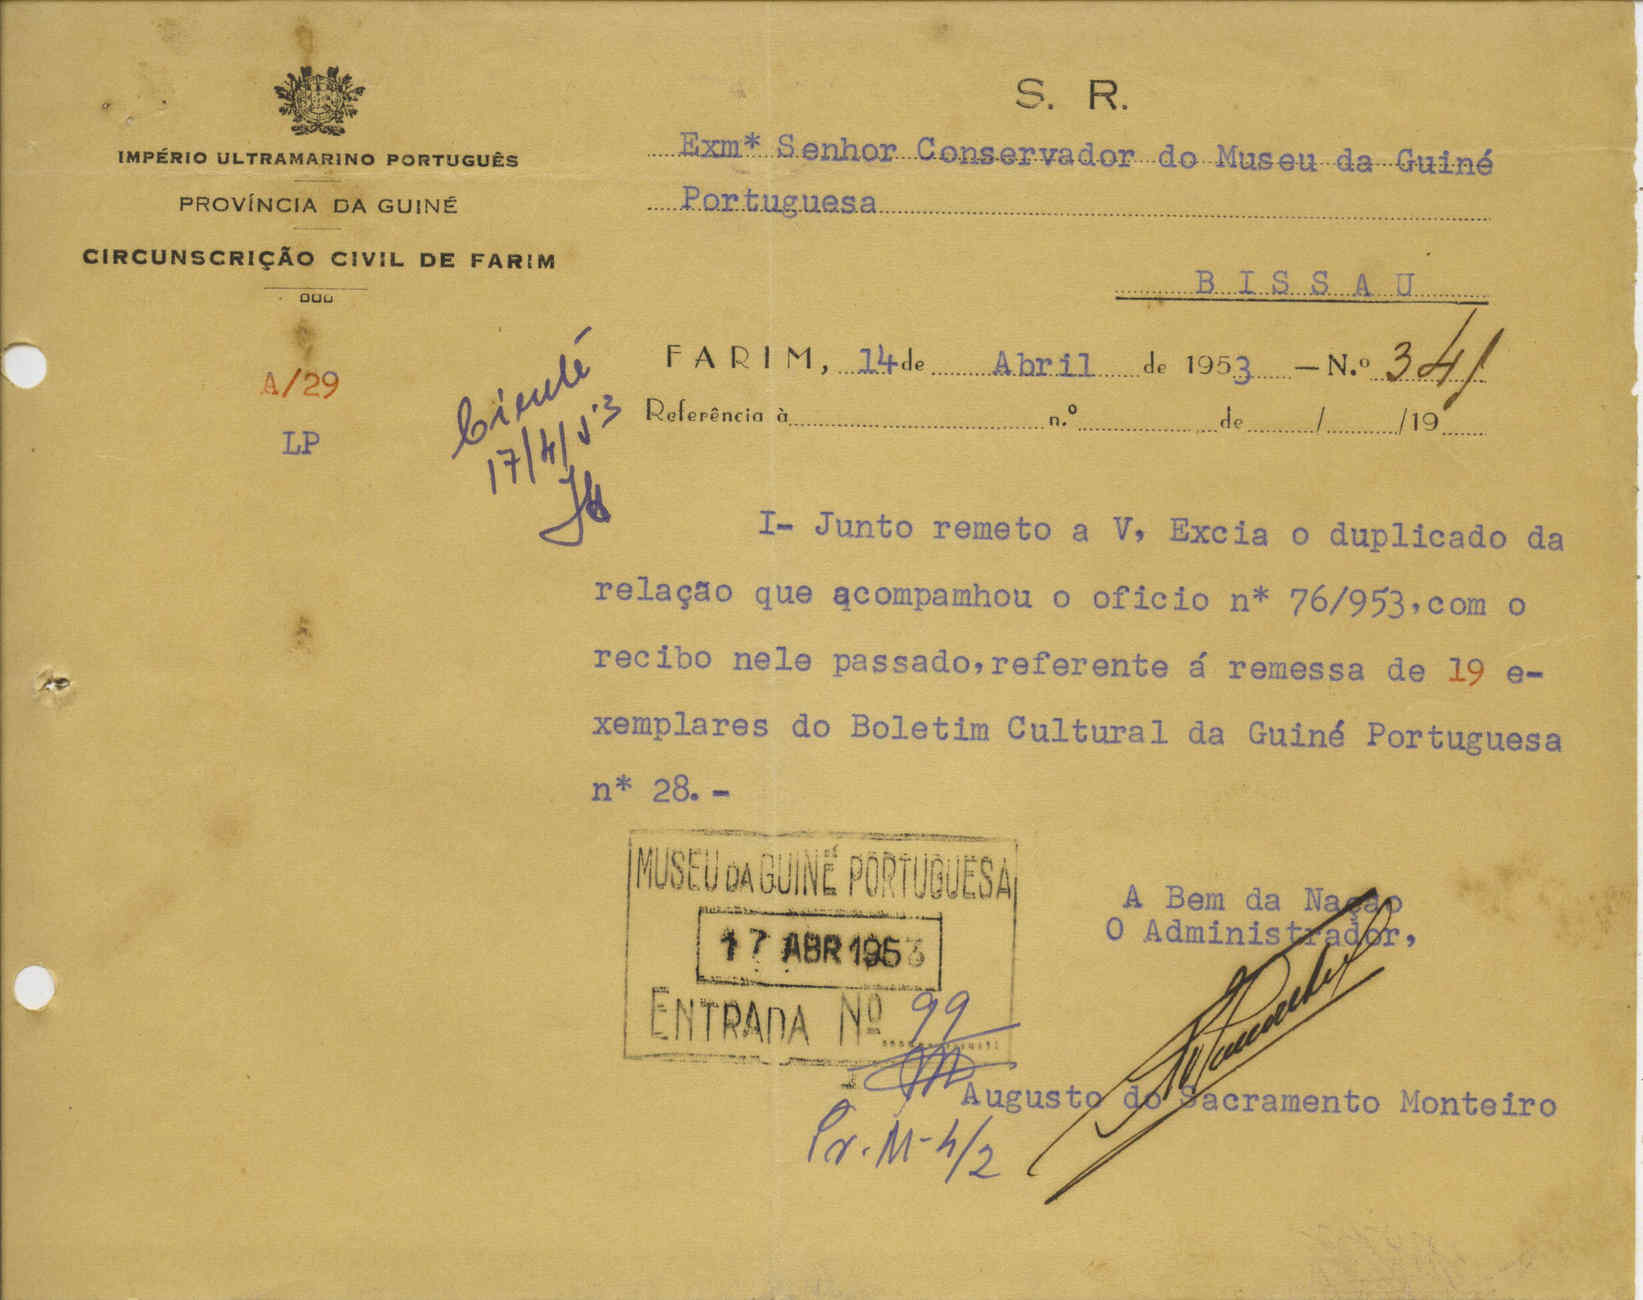 IMPÉRIO ULTRAMARINO PORTUGUÊS
PROVÍNCIA DA GUINÉ
CIRCUNSCRIÇÃO CIVIL DE FARIM
A/29
LP
S. R.
Exm* Senhor Conservador do Museu da Guiné
Portuguesa
BISSAU
FARIM, 14 de Abril de 1953 — N.º 341
Referência à n.º de / /19
17/4/53
I- Junto remeto a V, Excia o duplicado da
relação que acompamhou o oficio n* 76/953,com o
recibo nele passado,referente á remessa de 19 e-
xemplares do Boletim Cultural da Guiné Portuguesa
n* 28.-
MUSEU DA GUINÉ PORTUGUESA
17 ABR 1953
ENTRADA Nº 99
A Bem da Nação
O Administrador,
Augusto do Sacramento Monteiro
Pr. M-4/2